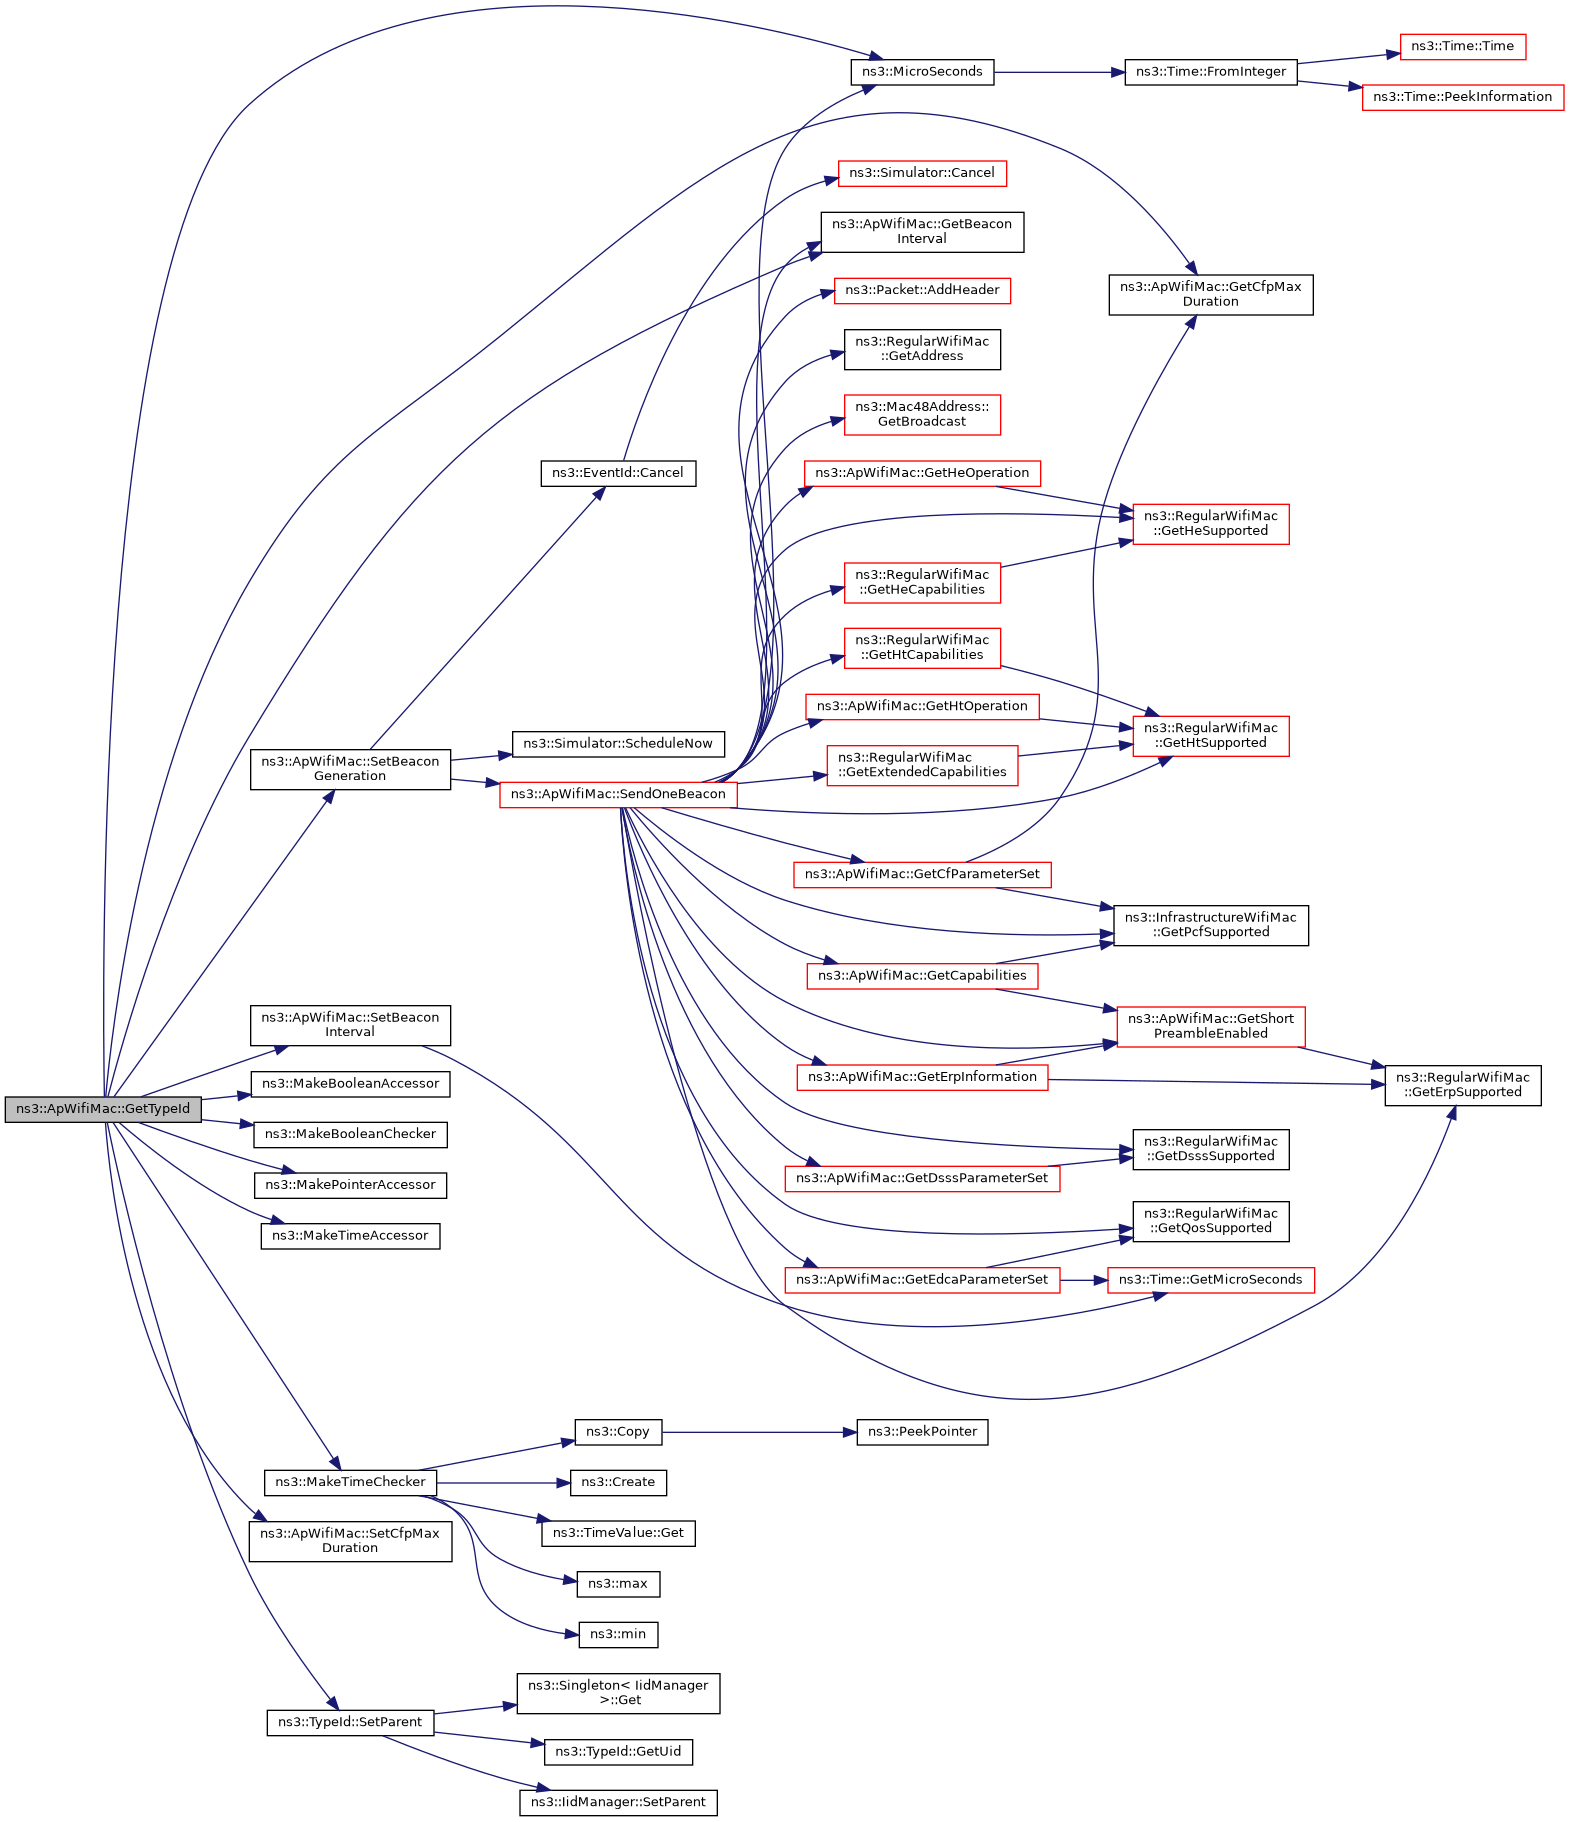 ns3::Time::Time
ns3::MicroSeconds
ns3::Time::FromInteger
ns3::Time::PeekInformation
ns3::Simulator::Cancel
ns3::ApWifiMac::GetBeacon
Interval
ns3::Packet::AddHeader
ns3::ApWifiMac::GetCfpMax
Duration
ns3::RegularWifiMac
::GetAddress
ns3::Mac48Address::
GetBroadcast
ns3::EventId::Cancel
ns3::ApWifiMac::GetHeOperation
ns3::RegularWifiMac
::GetHeSupported
ns3::RegularWifiMac
::GetHeCapabilities
ns3::RegularWifiMac
::GetHtCapabilities
ns3::ApWifiMac::GetHtOperation
ns3::RegularWifiMac
::GetHtSupported
ns3::Simulator::ScheduleNow
ns3::ApWifiMac::SetBeacon
Generation
ns3::RegularWifiMac
::GetExtendedCapabilities
ns3::ApWifiMac::SendOneBeacon
ns3::ApWifiMac::GetCfParameterSet
ns3::InfrastructureWifiMac
::GetPcfSupported
ns3::ApWifiMac::GetCapabilities
ns3::ApWifiMac::SetBeacon
Interval
ns3::ApWifiMac::GetShort
PreambleEnabled
ns3::ApWifiMac::GetErpInformation
ns3::RegularWifiMac
::GetErpSupported
ns3::MakeBooleanAccessor
ns3::ApWifiMac::GetTypeId
ns3::MakeBooleanChecker
ns3::RegularWifiMac
::GetDsssSupported
ns3::ApWifiMac::GetDsssParameterSet
ns3::MakePointerAccessor
ns3::RegularWifiMac
::GetQosSupported
ns3::MakeTimeAccessor
ns3::ApWifiMac::GetEdcaParameterSet
ns3::Time::GetMicroSeconds
ns3::Copy
ns3::PeekPointer
ns3::MakeTimeChecker
ns3::Create
ns3::ApWifiMac::SetCfpMax
Duration
ns3::TimeValue::Get
ns3::max
ns3::min
ns3::Singleton< IidManager
>::Get
ns3::TypeId::SetParent
ns3::TypeId::GetUid
ns3::IidManager::SetParent